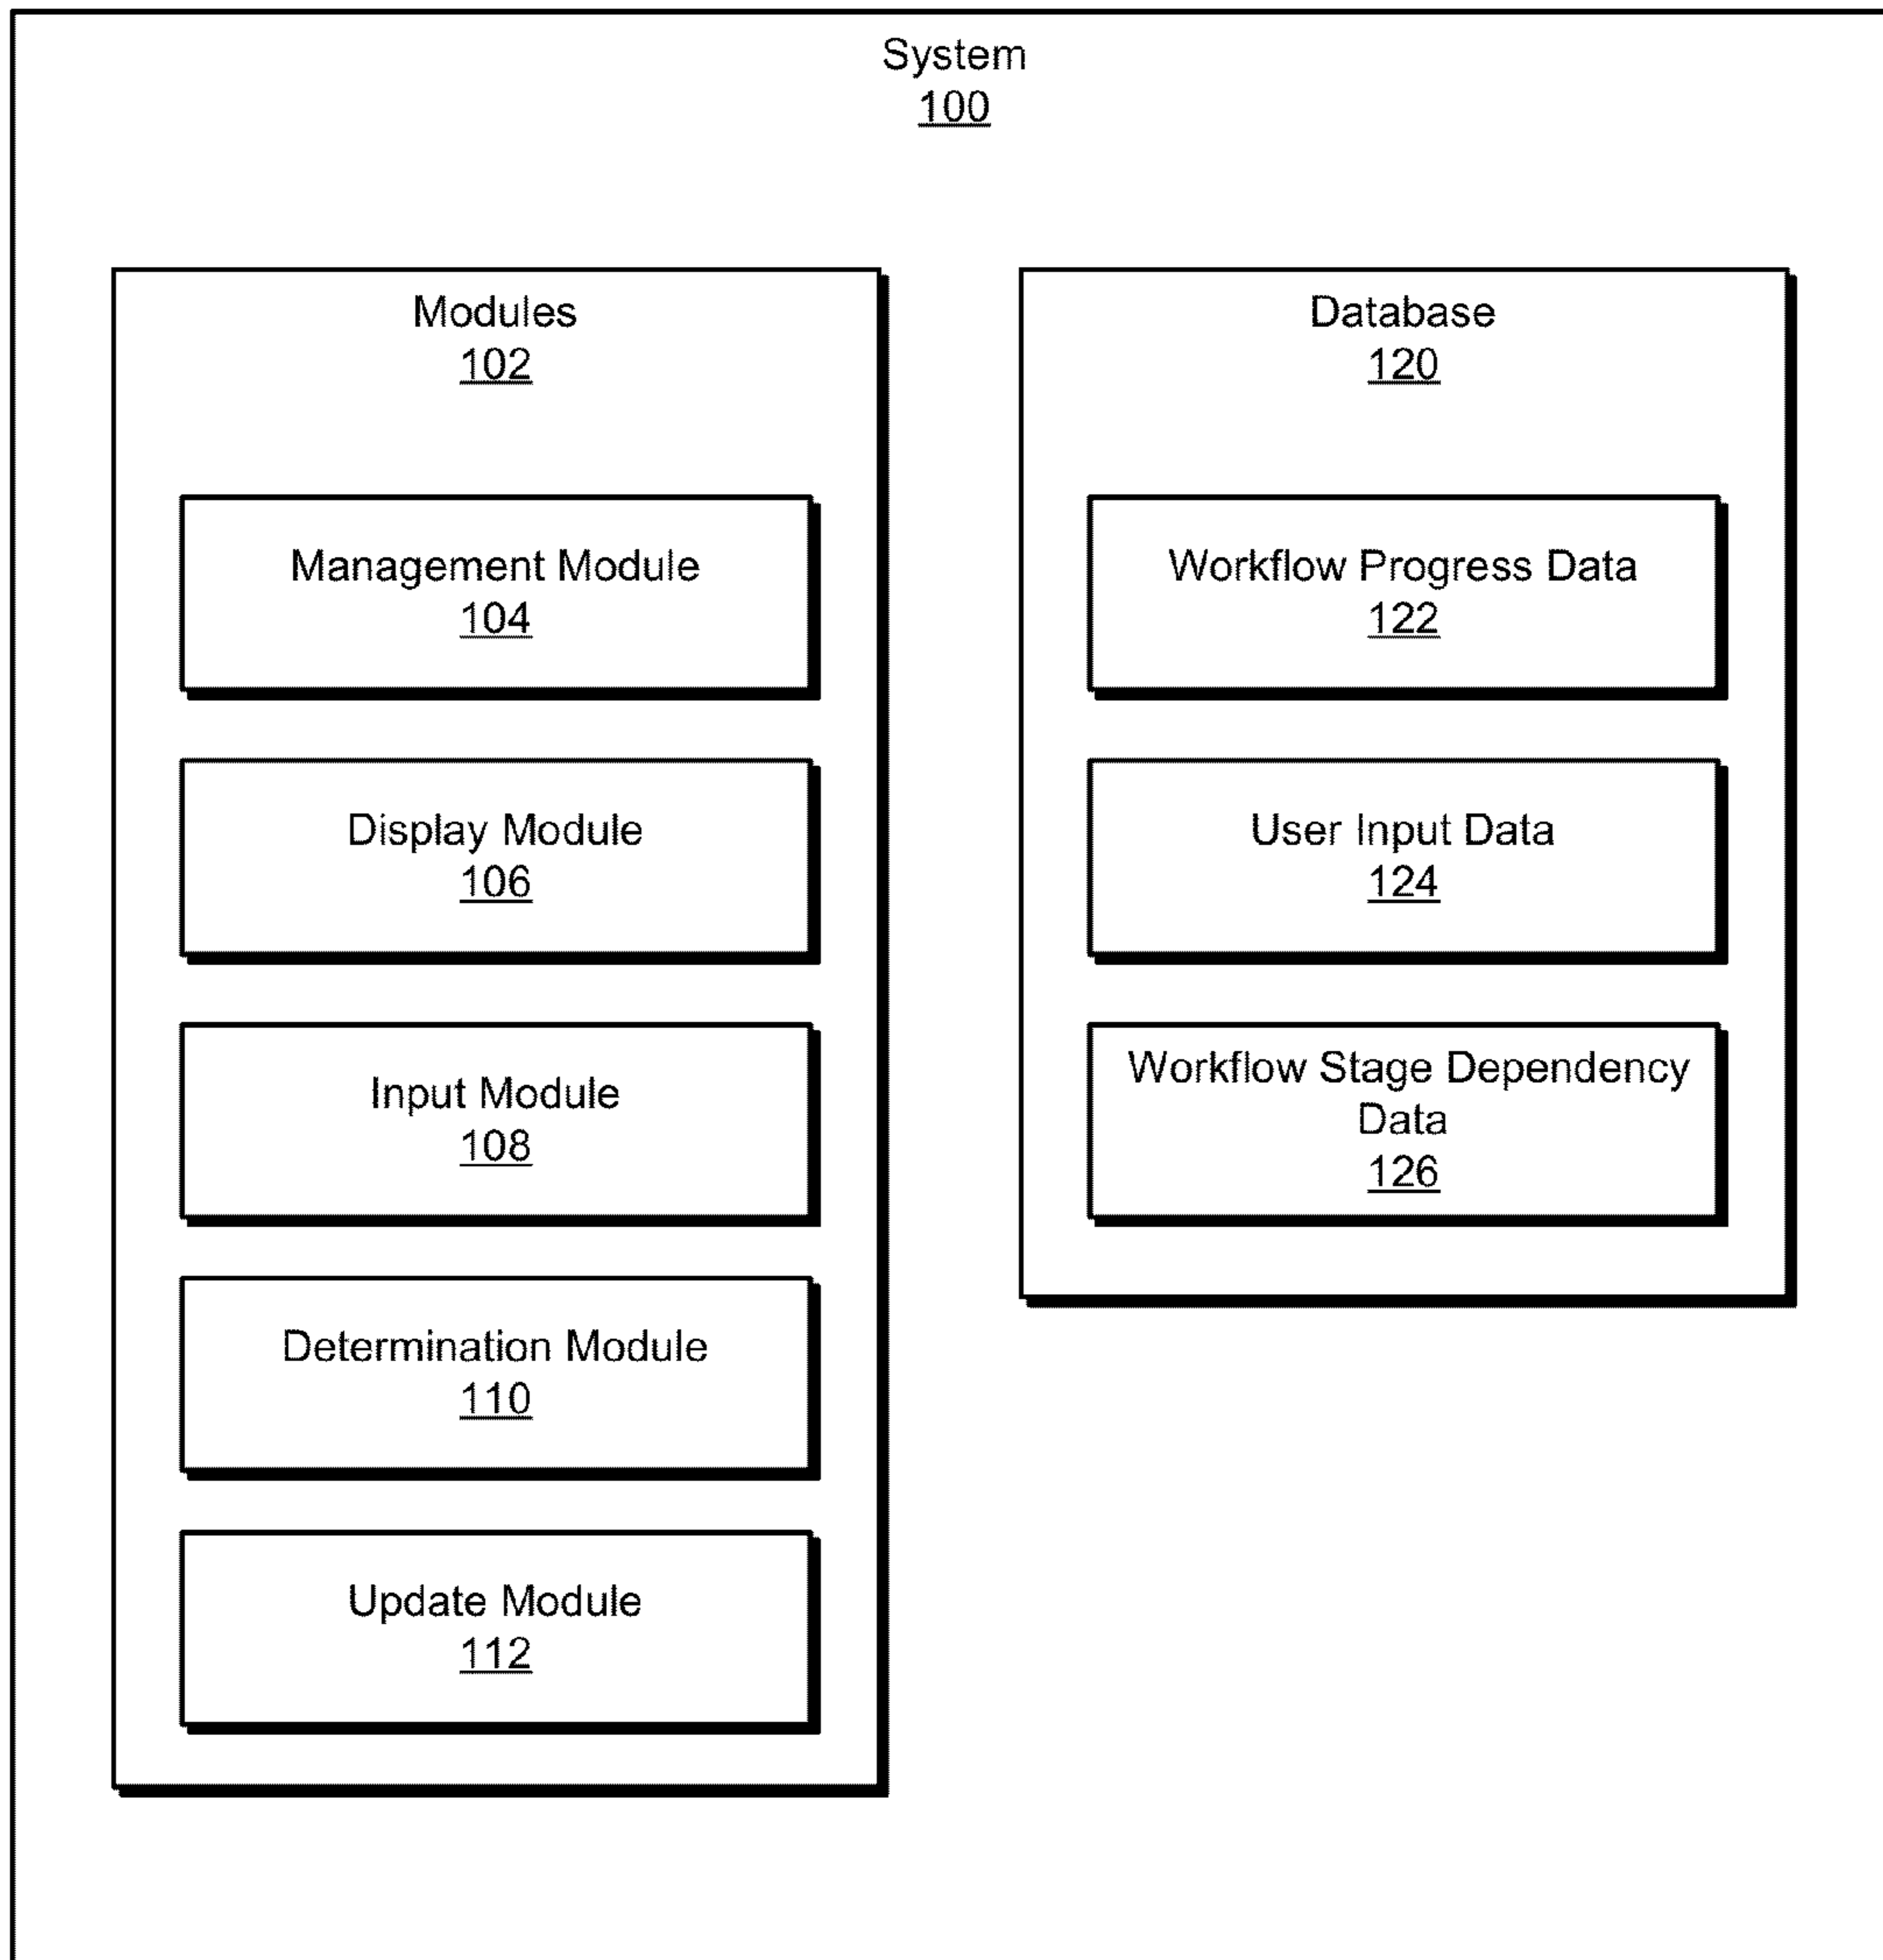 System
100
Modules
102
Management Module
104
Display Module
106
Input Module
108
Determination Module
110
Update Module
112
Database
120
Workflow Progress Data
122
User Input Data
124
Workflow Stage Dependency
Data
126